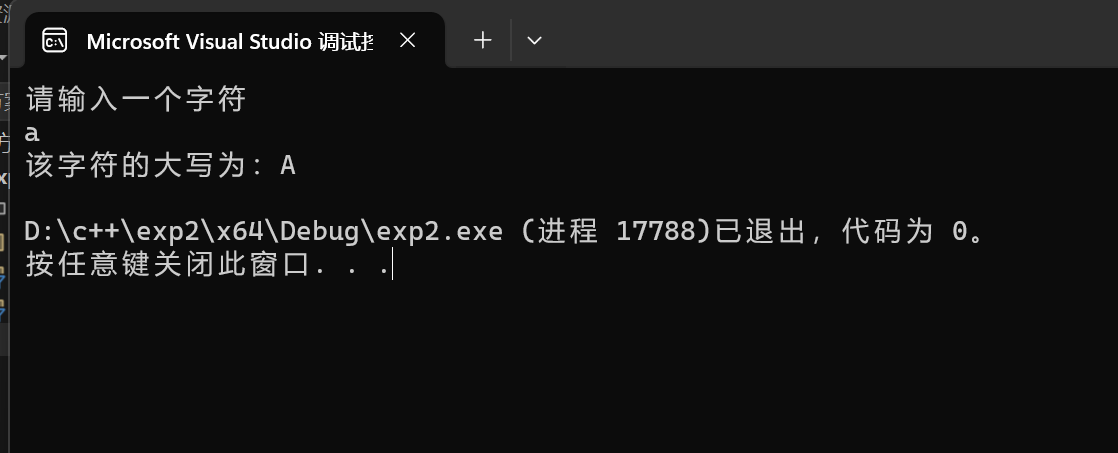 Microsoft Visual Studio 调试
请输入一个字符
a
该字符的大写为：A
D:\c++\exp2\x64\Debug\exp2.exe (进程 17788)已退出，代码为 0。
按任意键关闭此窗口. . .